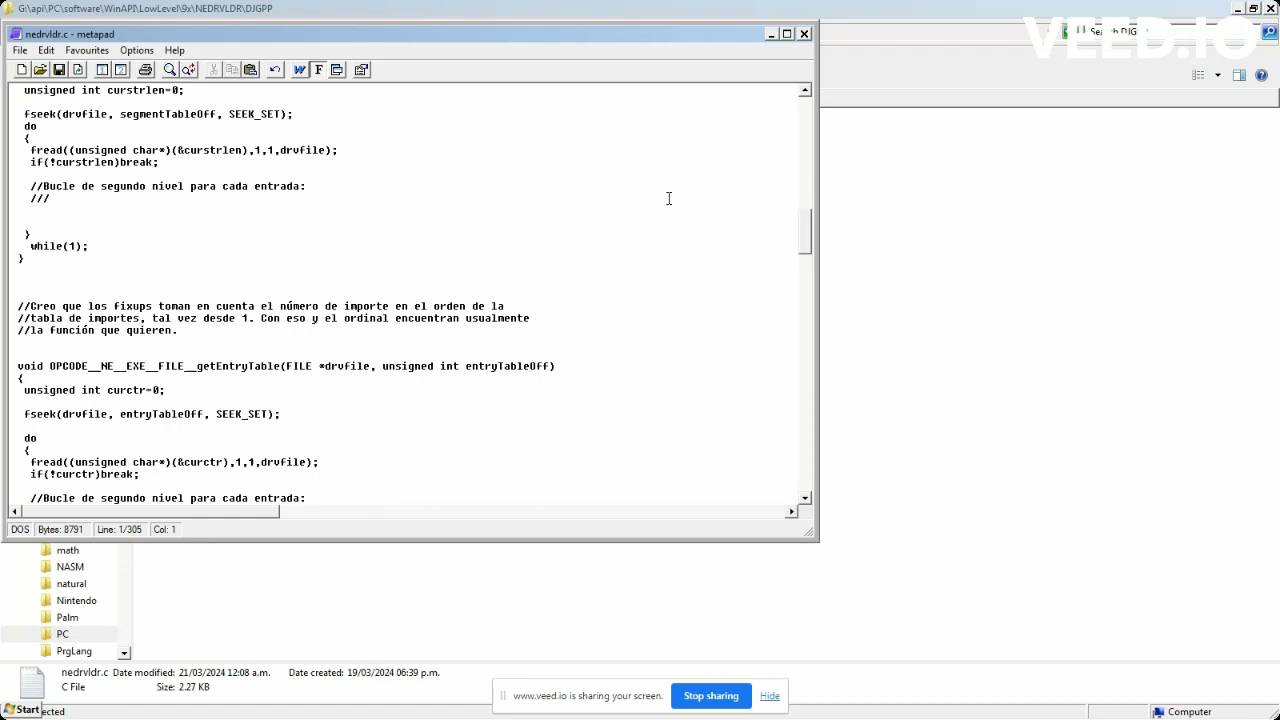 G:\api\PC\software\WinAPI\LowLevel\9x\NEDRVLDR\DJGPP
VEED.IO
nedrvldr.c - metapad
File Edit Favourites Options Help
unsigned int curstrlen=0;
fseek(drvfile, segmentTableOff, SEEK_SET);
do
{
fread((unsigned char*)(&curstrlen),1,1,drvfile);
if(!curstrlen)break;
//Bucle de segundo nivel para cada entrada:
///
}
while(1);
}
//Creo que los fixups toman en cuenta el número de importe en el orden de la
//tabla de importes, tal vez desde 1. Con eso y el ordinal encuentran usualmente
//la función que quieren.
void OPCODE__NE__EXE__FILE__getEntryTable(FILE *drvfile, unsigned int entryTableOff)
{
unsigned int curctr=0;
fseek(drvfile, entryTableOff, SEEK_SET);
do
{
fread((unsigned char*)(&curctr),1,1,drvfile);
if(!curctr)break;
//Bucle de segundo nivel para cada entrada:
DOS Bytes: 8791 Line: 1/305 Col: 1
math
NASM
natural
Nintendo
Palm
PC
PrgLang
nedrvldr.c Date modified: 21/03/2024 12:08 a.m. Date created: 19/03/2024 06:39 p.m.
C File Size: 2.27 KB
www.veed.io is sharing your screen. Stop sharing Hide
Start ected Computer